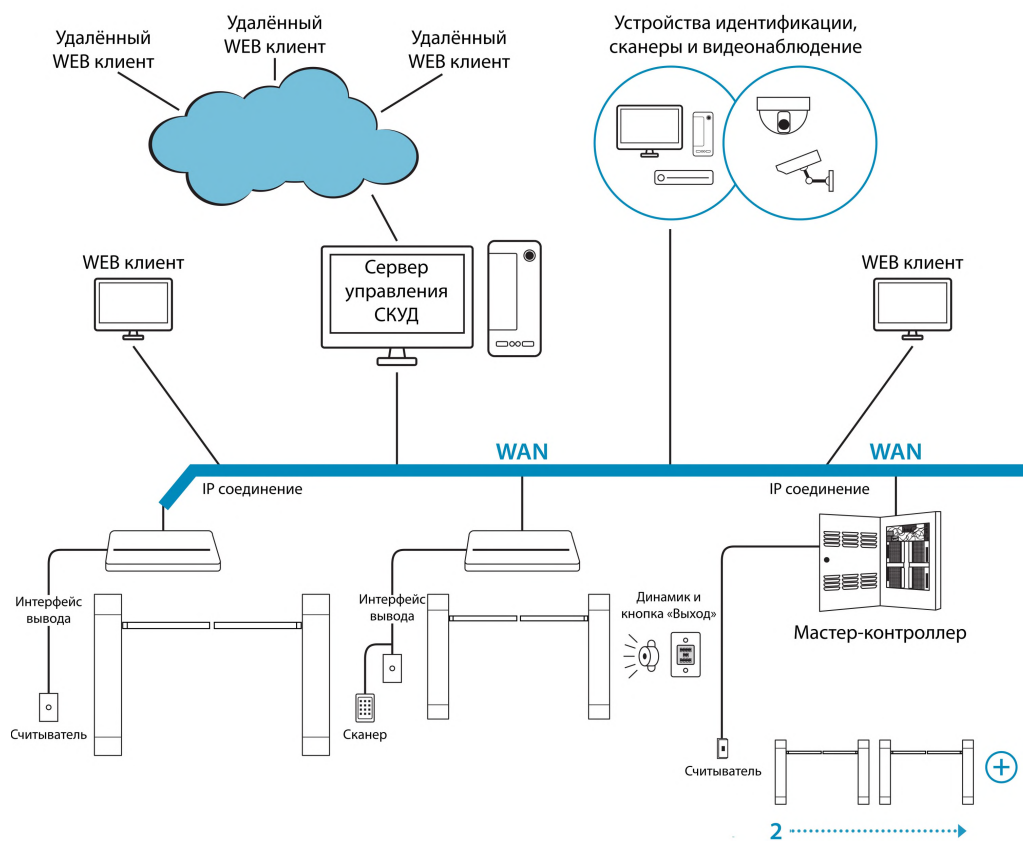 Удалённый
WEB клиент
Удалённый
WEB клиент
Удалённый
WEB клиент
Устройства идентификации,
сканеры и видеонаблюдение
WEB клиент
Сервер
управления
СКУД
WEB клиент
WAN
WAN
IP соединение
IP соединение
Интерфейс
вывода
Интерфейс
вывода
Динамик и
кнопка «Выход»
Мастер-контроллер
Считыватель
Сканер
Считыватель
2